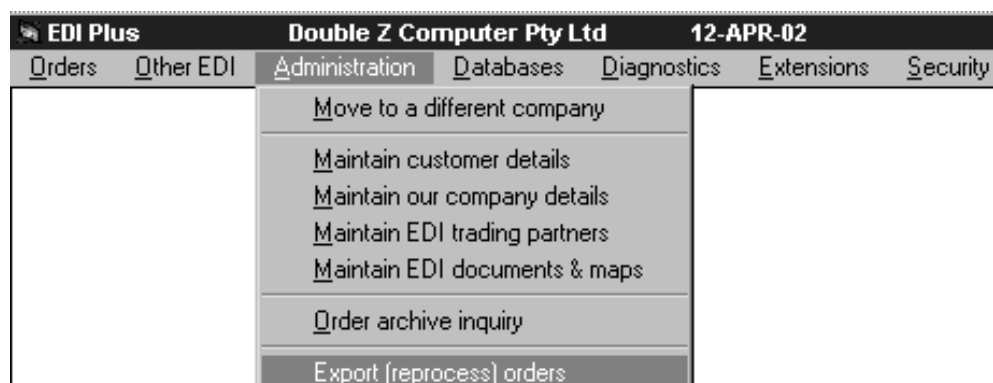 EDI Plus Double Z Computer Pty Ltd 12-APR-02
Orders Other EDI Administration Databases Diagnostics Extensions Security
Move to a different company
Maintain customer details
Maintain our company details
Maintain EDI trading partners
Maintain EDI documents & maps
Order archive inquiry
Export (reprocess) orders